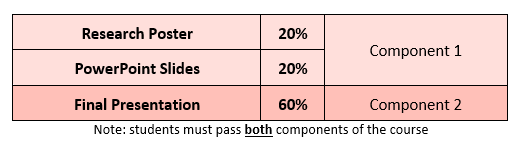 Research Poster 20% Component 1
PowerPoint Slides 20%
Final Presentation 60% Component 2
Note: students must pass both components of the course